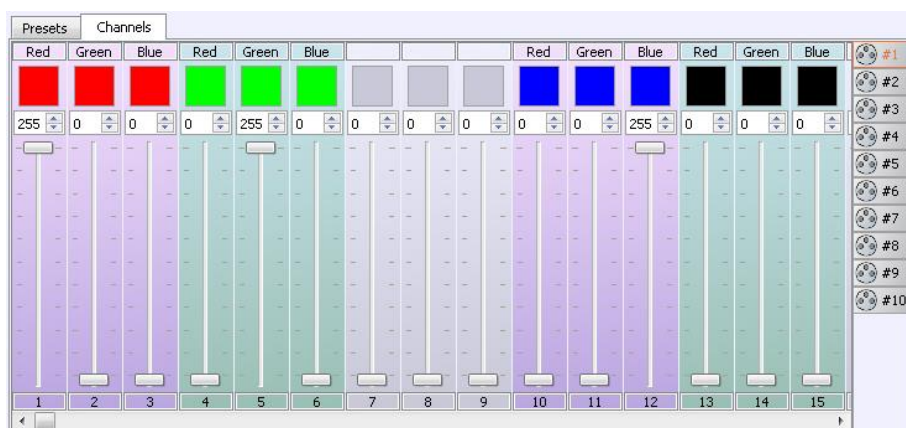 Presets Channels
Red Green Blue Red Green Blue Red Green Blue Red Green Blue
255 0 0 0 255 0 0 0 0 0 0 255 0 0 0
1 2 3 4 5 6 7 8 9 10 11 12 13 14 15
#1
#2
#3
#4
#5
#6
#7
#8
#9
#10